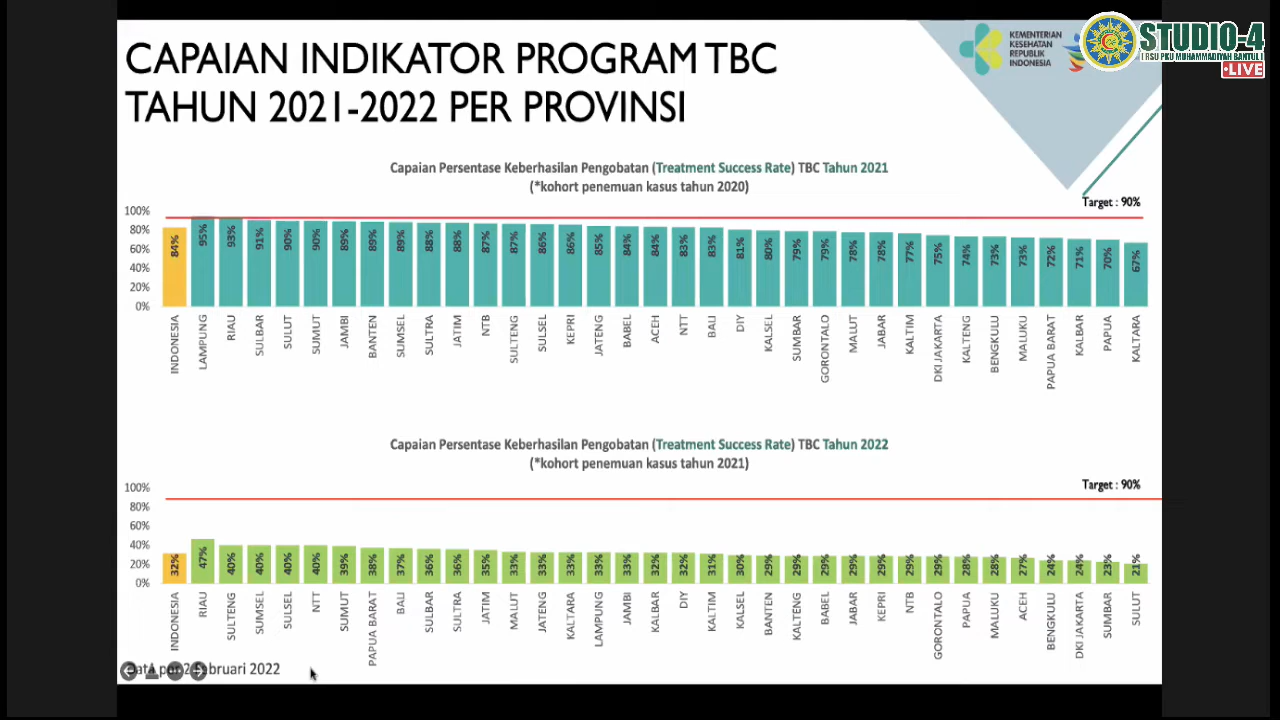 CAPAIAN INDIKATOR PROGRAM TBC
TAHUN 2021-2022 PER PROVINSI
KEMENTERIAN
KESEHATAN
REPUBLIK
INDONESIA
STUDIO-4
[ RSU PKU MUHAMMADIYAH BANTUL ]
LIVE
Capaian Persentase Keberhasilan Pengobatan (Treatment Success Rate) TBC Tahun 2021
(*kohort penemuan kasus tahun 2020)
Target : 90%
100%
80%
60%
40%
20%
0%
84% 95% 93% 91% 90% 90% 89% 89% 89% 88% 88% 87% 87% 86% 86% 85% 84% 84% 83% 83% 81% 80% 79% 79% 78% 78% 77% 75% 74% 73% 73% 72% 71% 70% 67%
INDONESIA LAMPUNG RIAU SULBAR SULUT SUMUT JAMBI BANTEN SUMSEL SULTRA JATIM NTB SULTENG SULSEL KEPRI JATENG BABEL ACEH NTT BALI DIY KALSEL SUMBAR GORONTALO MALUT JABAR KALTIM DKI JAKARTA KALTENG BENGKULU MALUKU PAPUA BARAT KALBAR PAPUA KALTARA
Capaian Persentase Keberhasilan Pengobatan (Treatment Success Rate) TBC Tahun 2022
(*kohort penemuan kasus tahun 2021)
Target : 90%
100%
80%
60%
40%
20%
0%
32% 47% 40% 40% 40% 40% 39% 38% 37% 36% 36% 35% 33% 33% 33% 33% 33% 32% 32% 31% 30% 29% 29% 29% 29% 29% 29% 29% 28% 28% 27% 24% 24% 23% 21%
INDONESIA RIAU SULTENG SUMSEL SULSEL NTT SUMUT PAPUA BARAT BALI SULBAR SULTRA JATIM MALUT JATENG KALTARA LAMPUNG JAMBI KALBAR DIY KALTIM KALSEL BANTEN KALTENG BABEL JABAR KEPRI NTB GORONTALO PAPUA MALUKU ACEH BENGKULU DKI JAKARTA SUMBAR SULUT
Data per 2 Februari 2022